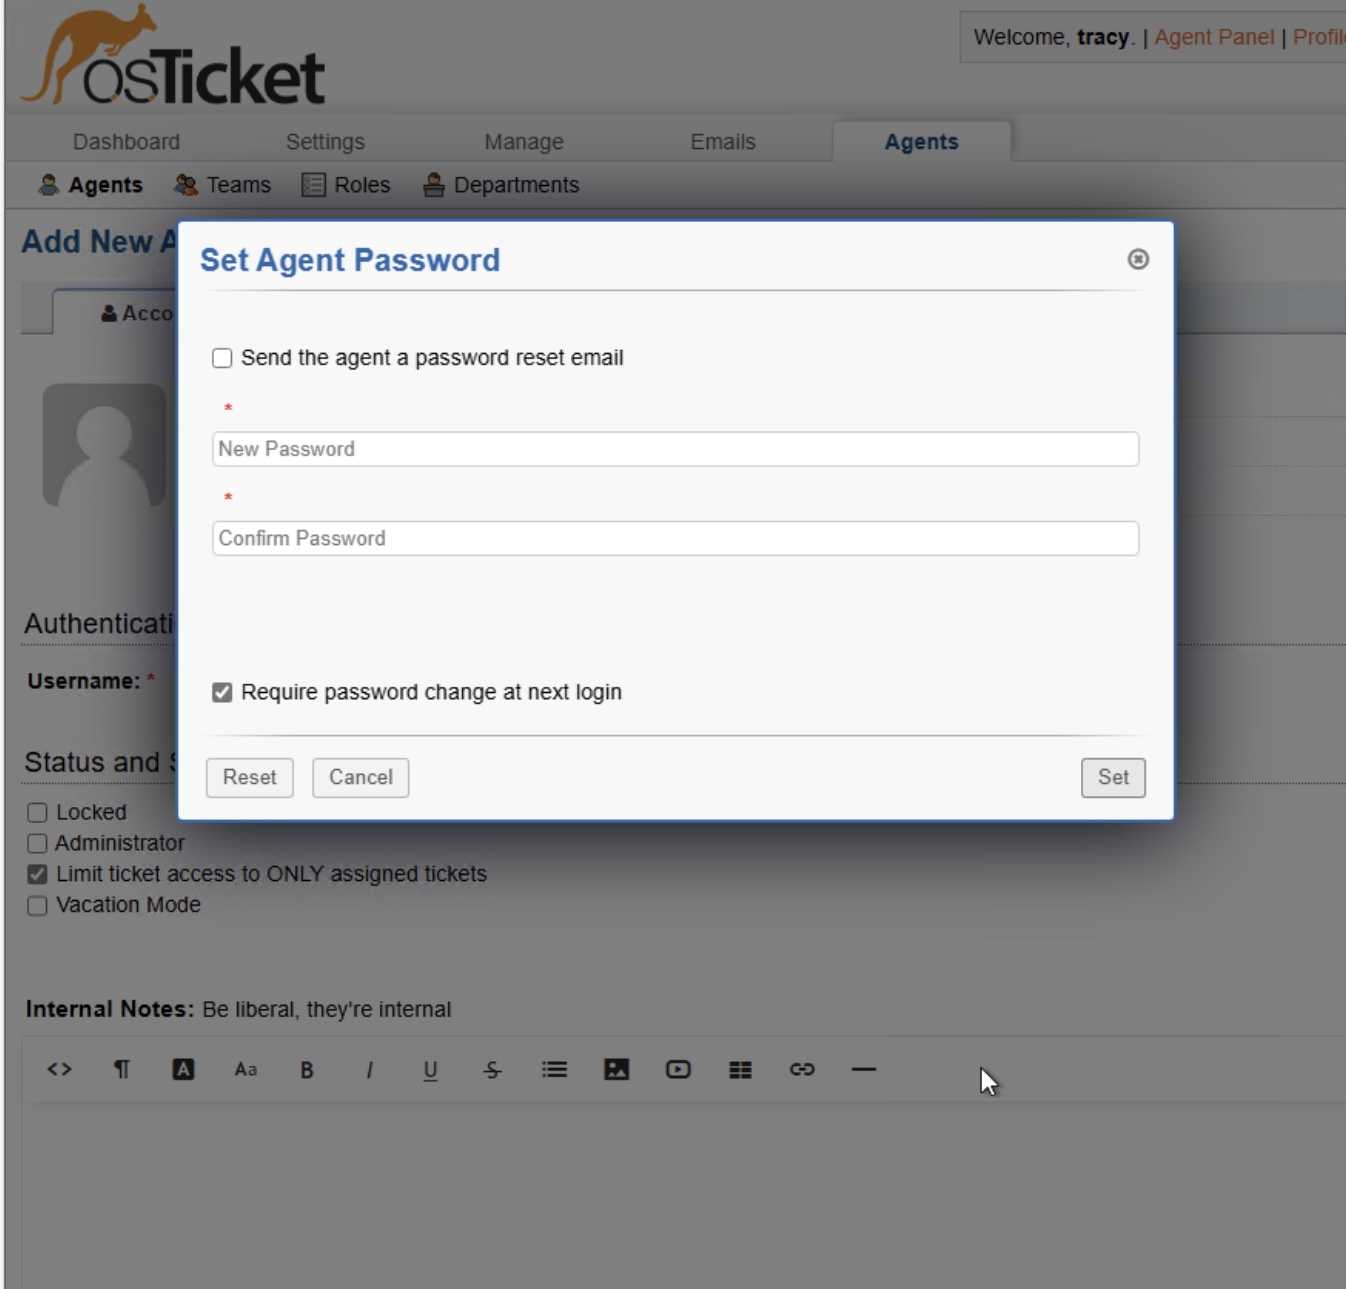 osTicket
Welcome, tracy. | Agent Panel | Profile
Dashboard Settings Manage Emails Agents
Agents Teams Roles Departments
Add New A
Set Agent Password
Acco
Send the agent a password reset email
*
New Password
*
Confirm Password
Authenticati
Username: *
Require password change at next login
Status and S
Reset Cancel Set
Locked
Administrator
Limit ticket access to ONLY assigned tickets
Vacation Mode
Internal Notes: Be liberal, they're internal
<> ¶ A Aa B I U S